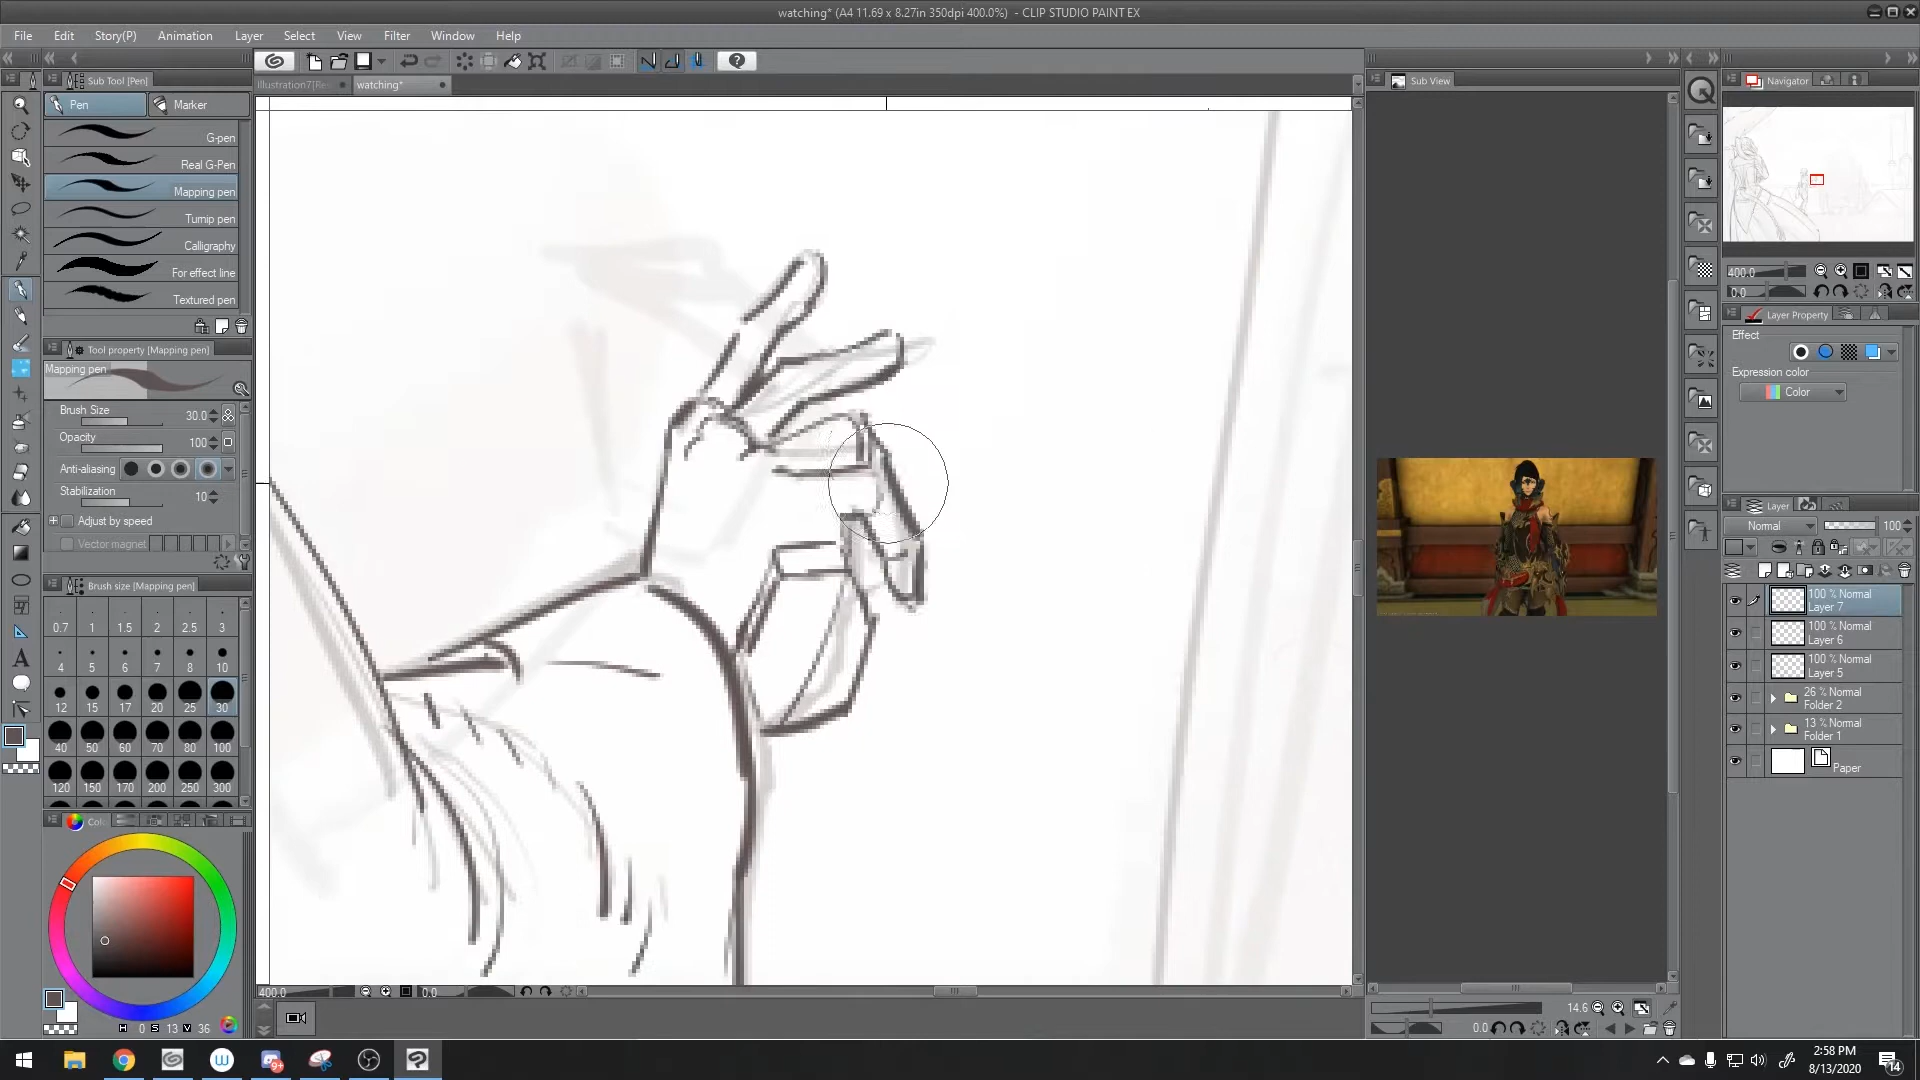 watching* (A4 11.69 x 8.27in 350dpi 400.0%) - CLIP STUDIO PAINT EX
File Edit Story(P) Animation Layer Select View Filter Window Help
Sub Tool [Pen]
Pen
Marker
G-pen
Real G-Pen
Mapping pen
Turnip pen
Calligraphy
For effect line
Textured pen
Tool property [Mapping pen]
Mapping pen
Brush Size 30.0
Opacity 100
Anti-aliasing
Stabilization 10
Adjust by speed
Vector magnet
Brush size [Mapping pen]
0.7 1 1.5 2 2.5 3
4 5 6 7 8 10
12 15 17 20 25 30
40 50 60 70 80 100
120 150 170 200 250 300
H 0 S 13 V 36
watching*
400.0 0.0
Sub View
14.6
0.0
Navigator
400.0
0.0
Layer Property
Effect
Expression color
Color
Layer
Normal 100
100 % Normal
Layer 7
100 % Normal
Layer 6
100 % Normal
Layer 5
26 % Normal
Folder 2
13 % Normal
Folder 1
Paper
9+
2:58 PM
8/13/2020
14